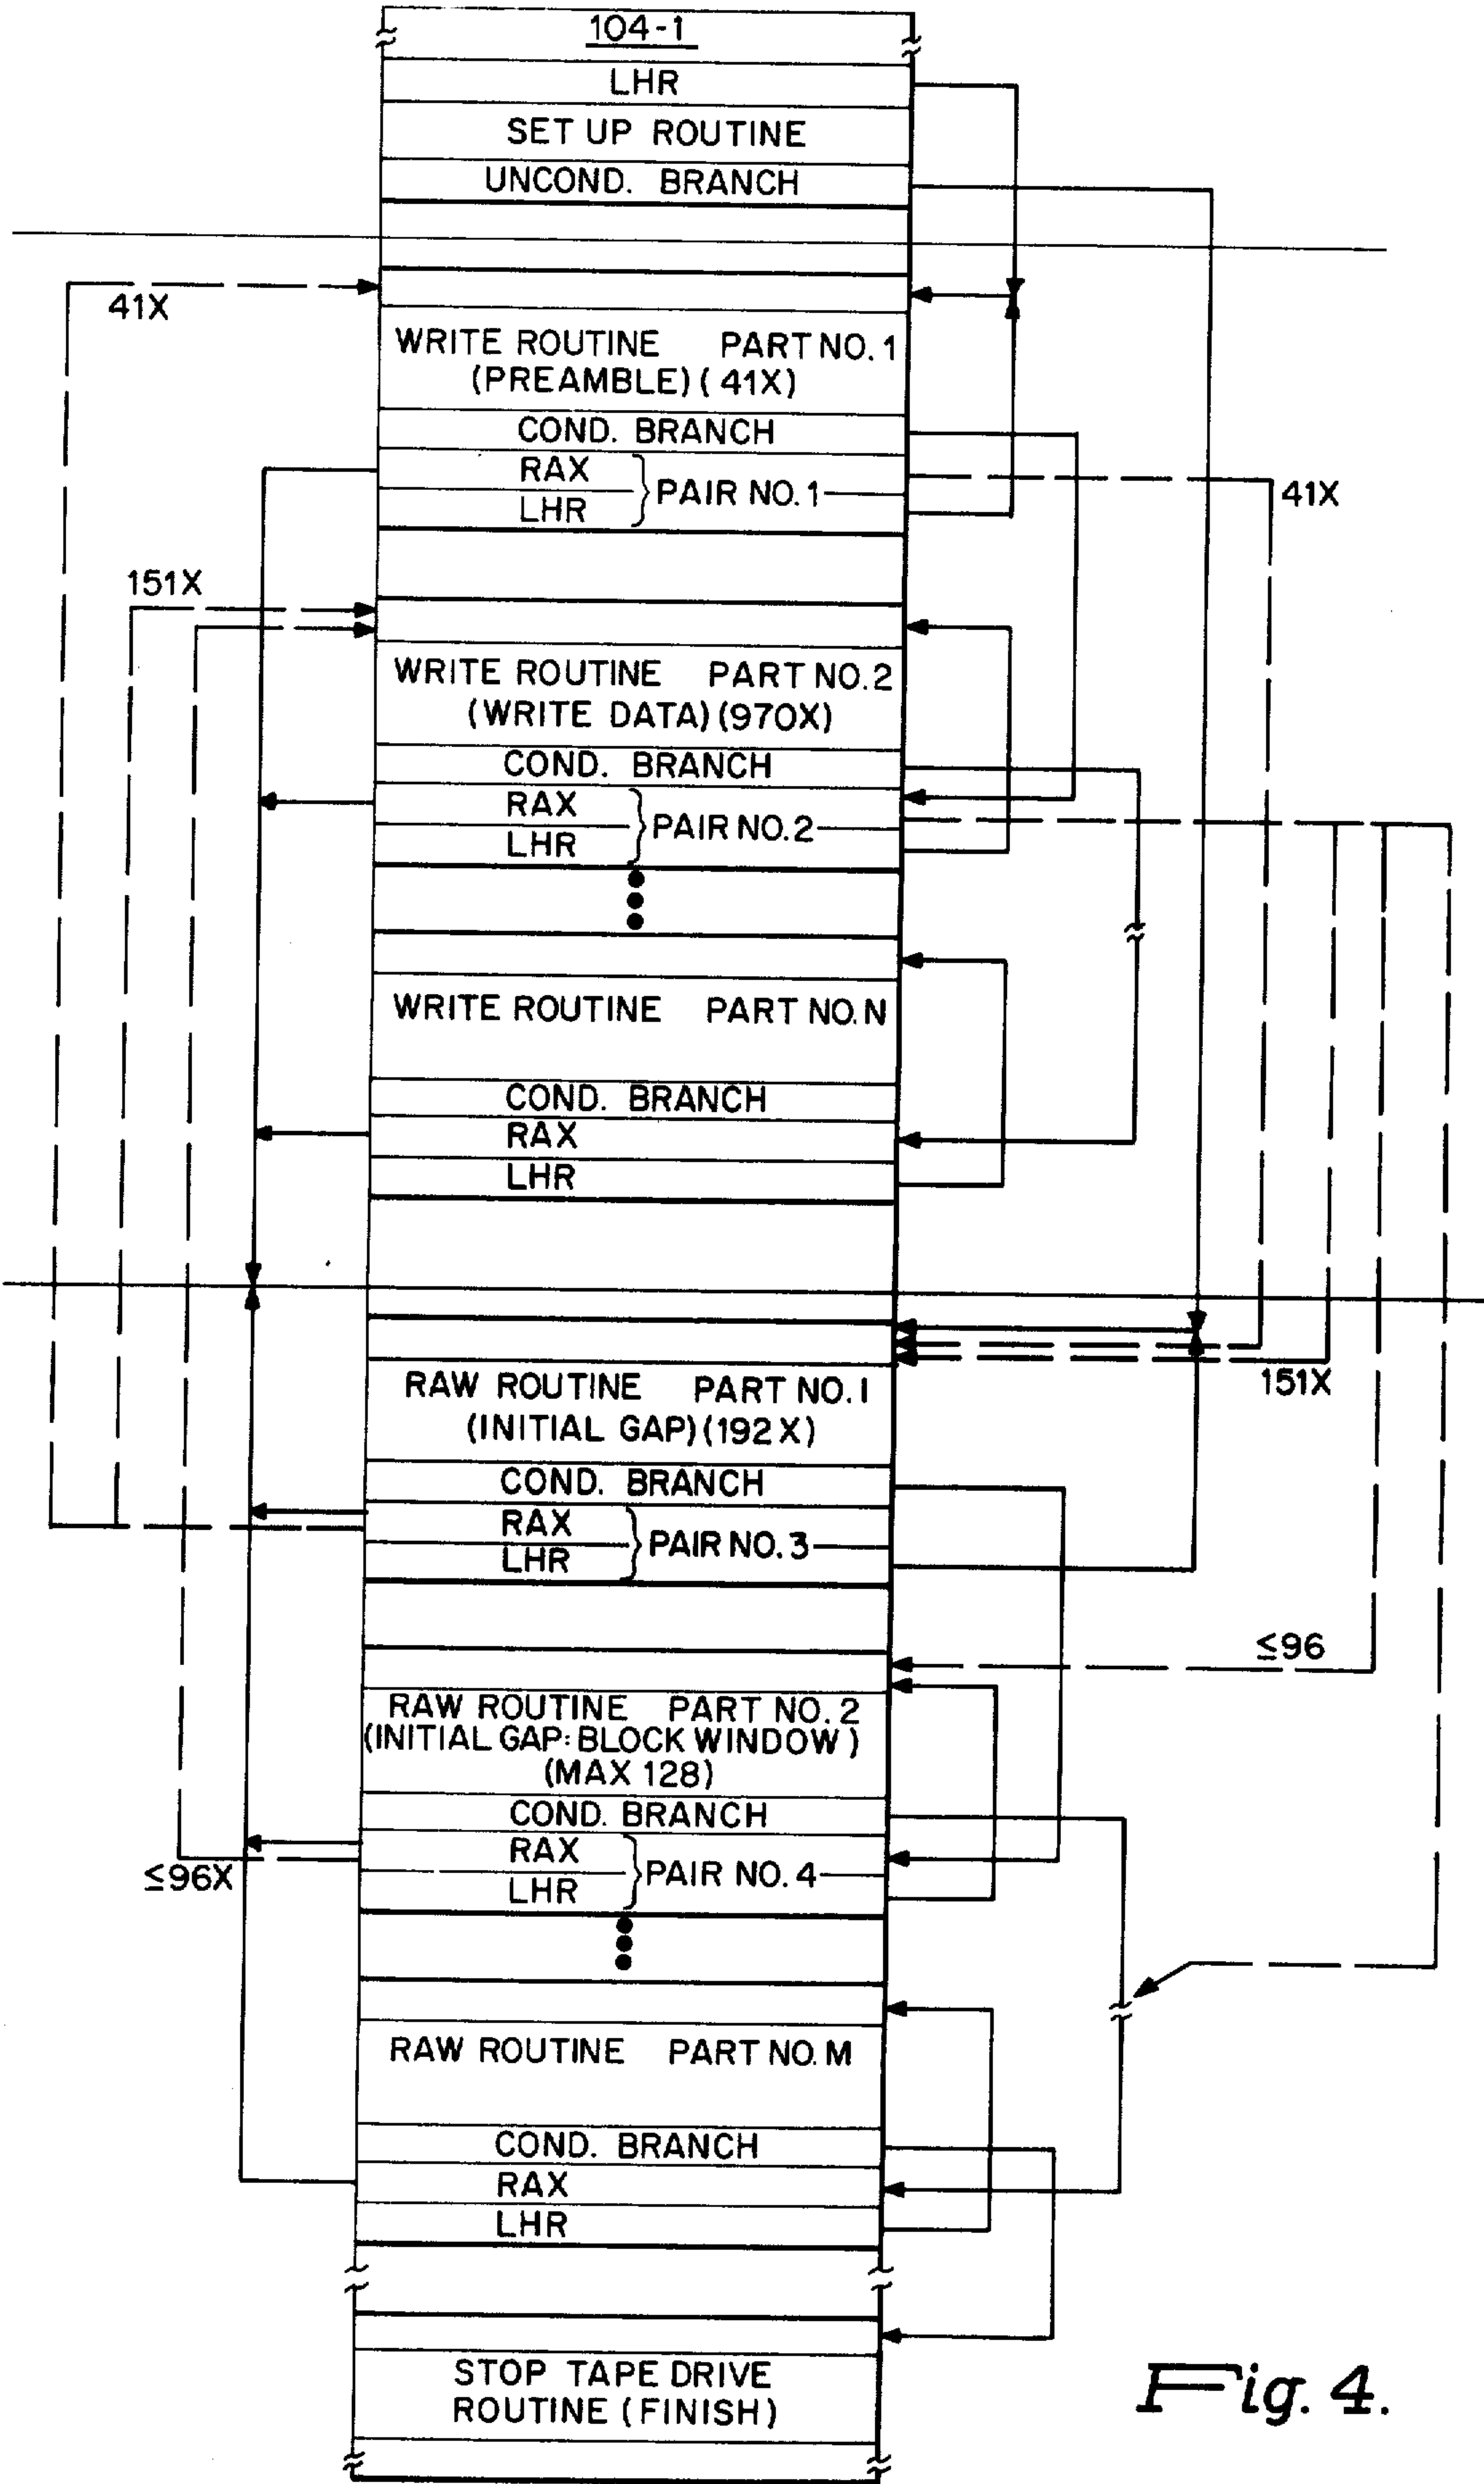 104-1
LHR
SET UP ROUTINE
UNCOND. BRANCH
41X
WRITE ROUTINE PART NO. 1
(PREAMBLE) (41X)
COND. BRANCH
RAX
LHR
PAIR NO. 1
41X
151X
WRITE ROUTINE PART NO. 2
(WRITE DATA) (970X)
COND. BRANCH
RAX
LHR
PAIR NO. 2
WRITE ROUTINE PART NO. N
COND. BRANCH
RAX
LHR
151X
RAW ROUTINE PART NO. 1
(INITIAL GAP) (192X)
COND. BRANCH
RAX
LHR
PAIR NO. 3
≤96
RAW ROUTINE PART NO. 2
(INITIAL GAP: BLOCK WINDOW)
(MAX 128)
COND. BRANCH
RAX
LHR
PAIR NO. 4
≤96X
RAW ROUTINE PART NO. M
COND. BRANCH
RAX
LHR
STOP TAPE DRIVE
ROUTINE (FINISH)
Fig. 4.